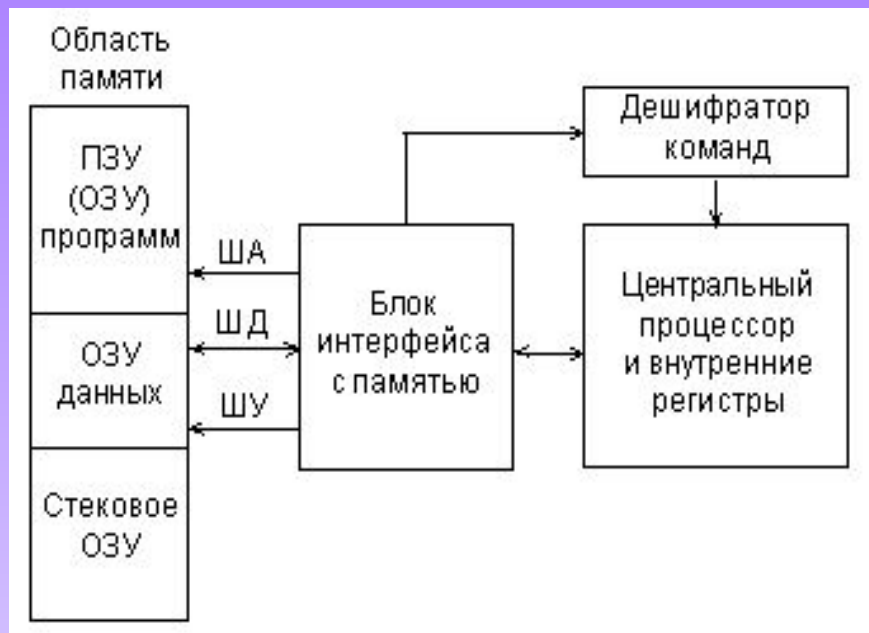 Область
памяти
ПЗУ
(ОЗУ)
программ
ОЗУ
данных
Стековое
ОЗУ
ША
ШД
ШУ
Блок
интерфейса
с памятью
Дешифратор
команд
Центральный
процессор
и внутренние
регистры